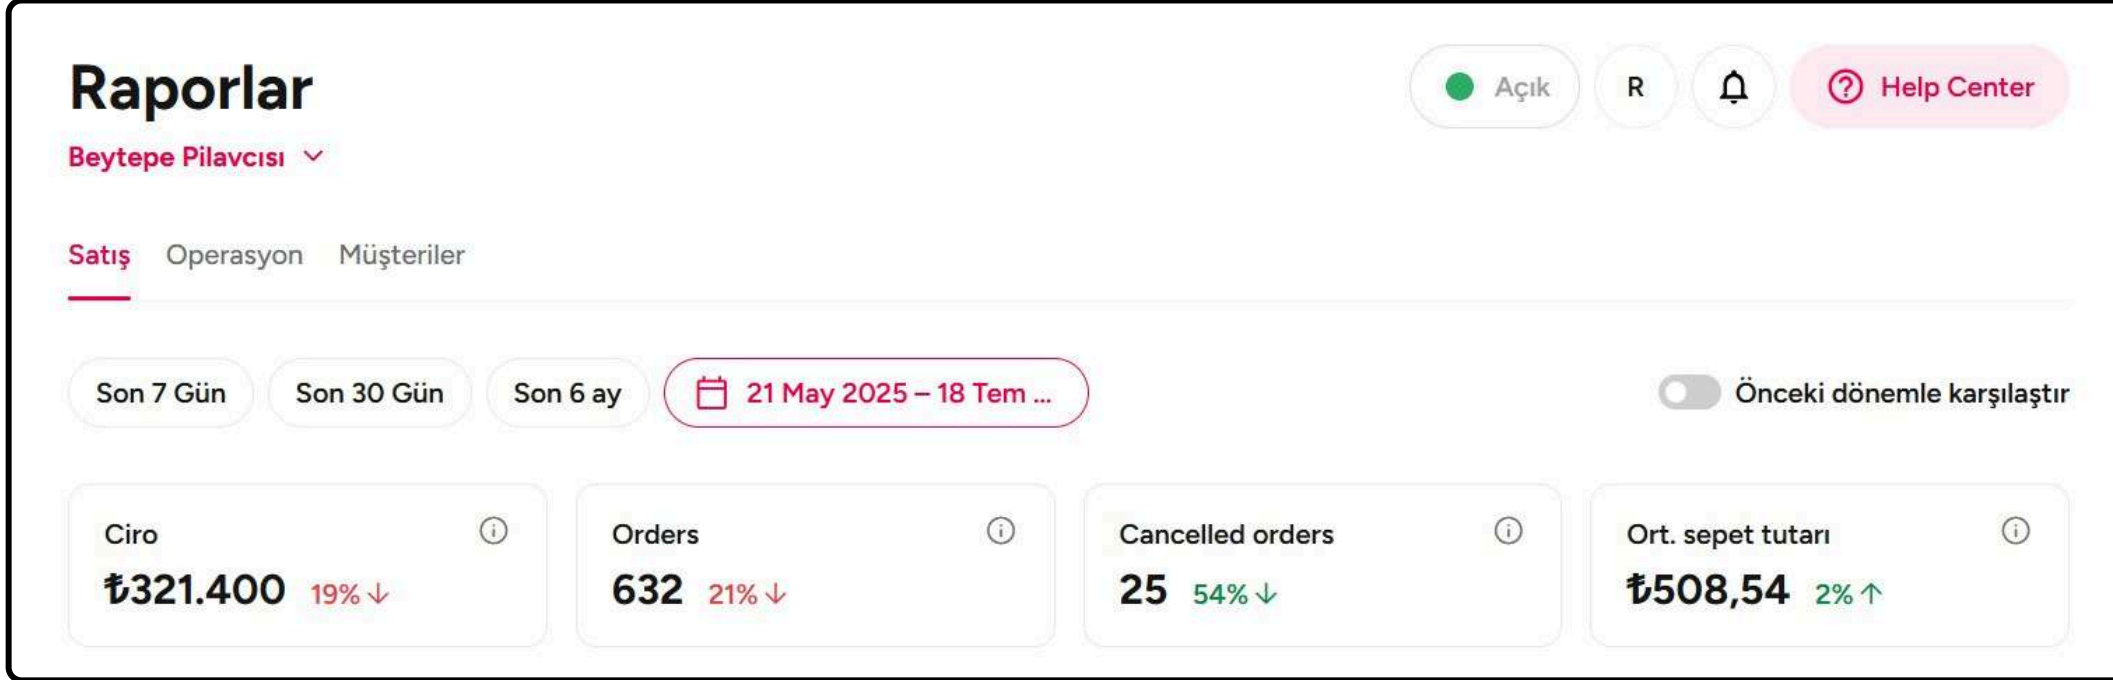 Raporlar
Açık
R
Help Center
Beytepe Pilavcısı
Satış Operasyon Müşteriler
Son 7 Gün Son 30 Gün Son 6 ay 21 May 2025 – 18 Tem ... Önceki dönemle karşılaştır
Ciro
₺321.400 19% ↓
Orders
632 21% ↓
Cancelled orders
25 54% ↓
Ort. sepet tutarı
₺508,54 2% ↑